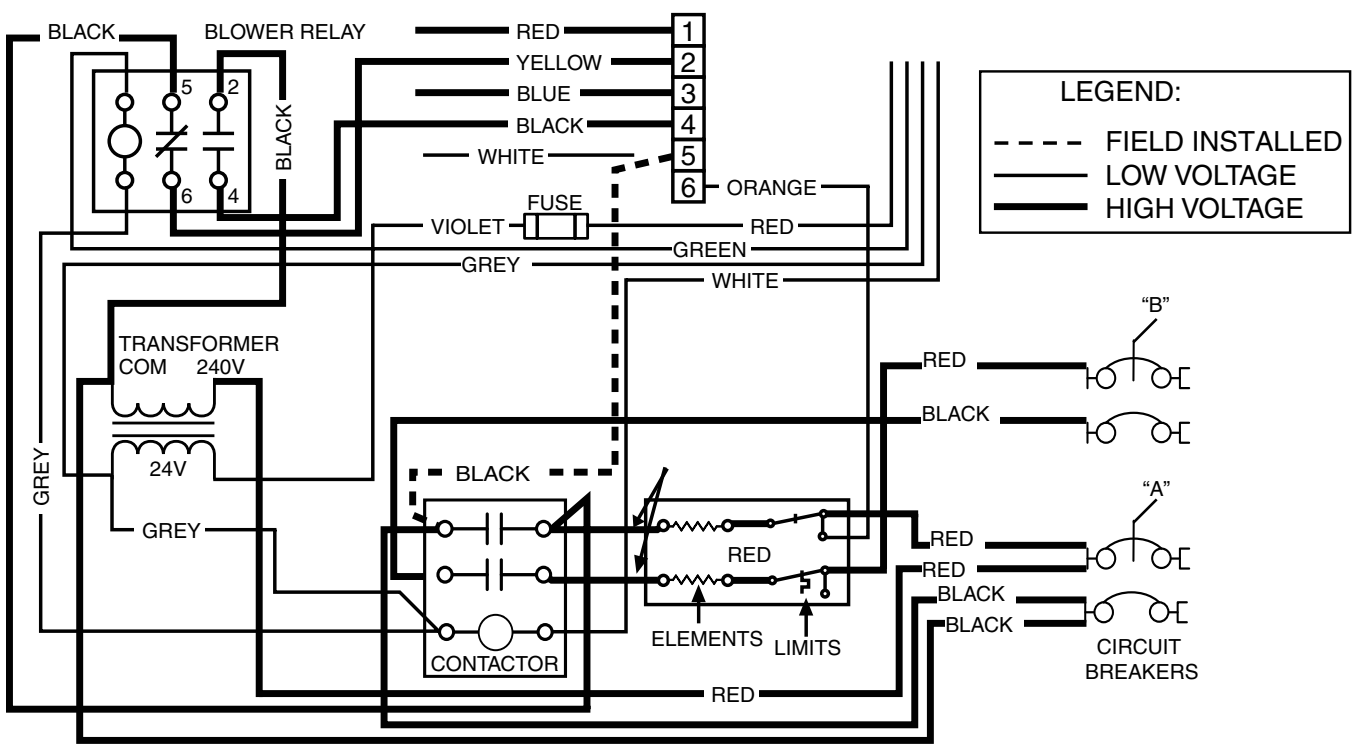 BLACK
BLOWER RELAY
RED
1
YELLOW
2
BLUE
3
BLACK
4
WHITE
5
ORANGE
6
5
2
6
4
BLACK
LEGEND:
FIELD INSTALLED
LOW VOLTAGE
HIGH VOLTAGE
FUSE
VIOLET
RED
GREEN
GREY
WHITE
TRANSFORMER
COM 240V
24V
GREY
GREY
BLACK
"B"
RED
BLACK
"A"
RED
RED
BLACK
BLACK
CIRCUIT
BREAKERS
RED
ELEMENTS
LIMITS
CONTACTOR
RED